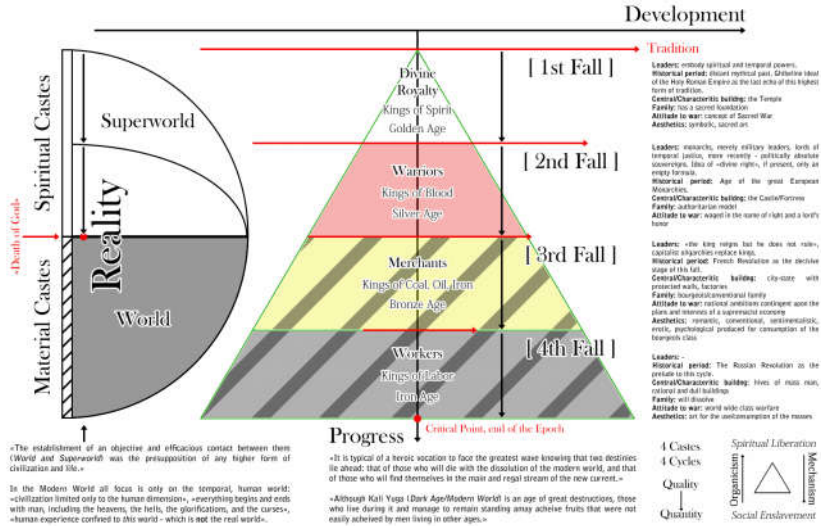 Development
Tradition
[ 1st Fall ]
Divine
Royalty
Kings of Spirit
Golden Age
[ 2nd Fall ]
Warriors
Kings of Blood
Silver Age
[ 3rd Fall ]
Merchants
Kings of Coal, Oil, Iron
Bronze Age
[ 4th Fall ]
Workers
Kings of Labor
Iron Age
Progress
Critical Point, end of the Epoch
Spiritual Castes
Superworld
Reality
«Death of God»
Material Castes
World
Leaders: embody spiritual and temporal powers.
Historical period: distant mythical past, Ghibeline ideal
of the Holy Roman Empire as the last echo of this highest
form of tradition.
Central/Characteritic building: the Temple
Family: has a sacred foundation
Attitude to war: concept of Sacred War
Aesthetics: symbolic, sacred art
Leaders: monarchs, merely military leaders, lords of
temporal justice, more recently - politically absolute
sovereigns. Idea of «divine right», if present, only an
empty formula.
Historical period: Age of the great European
Monarchies.
Central/Characteritic building: the Castle/Fortress
Family: authoritarian model
Attitude to war: waged in the name of right and a lord's
honor
Leaders: «the king reigns but he does not rule»,
capitalist oligarchies replace kings.
Historical period: French Revolution as the decisive
stage of this fall.
Central/Characteritic building: city-state with
protected walls, factories
Family: bourgeois/conventional family
Attitude to war: national ambitions contingent upon the
plans and interests of a supremacist economy
Aesthetics: romantic, conventional, sentimentalistic,
erotic, psychological produced for consumption of the
bourgeois class
Leaders: -
Historical period: The Russian Revolution as the
prelude to this cycle.
Central/Characteritic building: hives of mass man,
rational and dull buildings
Family: will dissolve
Attitude to war: world wide class warfare
Aesthetics: art for the use/consumption of the masses
«The establishment of an objective and efficacious contact between them
(World and Superworld) was the presupposition of any higher form of
civilization and life.»
In the Modern World all focus is only on the temporal, human world:
«civilization limited only to the human dimension», «everything begins and ends
with man, including the heavens, the hells, the glorifications, and the curses»,
«human experience confined to this world - which is not the real world».
«It is typical of a heroic vocation to face the greatest wave knowing that two destinies
lie ahead: that of those who will die with the dissolution of the modern world, and that
of those who will find themselves in the main and regal stream of the new current.»
«Although Kali Yuga (Dark Age/Modern World) is an age of great destructions, those
who live during it and manage to remain standing amay acheive fruits that were not
easily acheived by men living in other ages.»
4 Castes
4 Cycles
Quality
Quantity
Spiritual Liberation
Organicism
Mechanism
Social Enslavement